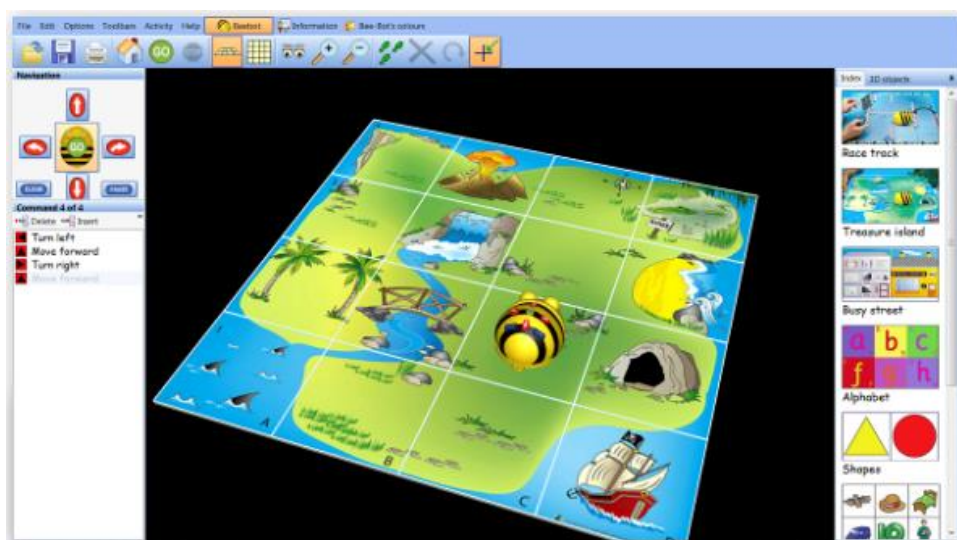 File Edit Options Toolbars Activity Help Beebot Information Bee-Bot's colours
GO
Navigation
GO
CLEAR PAUSE
Command 4 of 4
Delete Insert
Turn left
Move forward
Turn right
Move forward
A
B
C
Index 3D objects
Race track
Treasure island
Busy street
a b c
f g h
Alphabet
Shapes